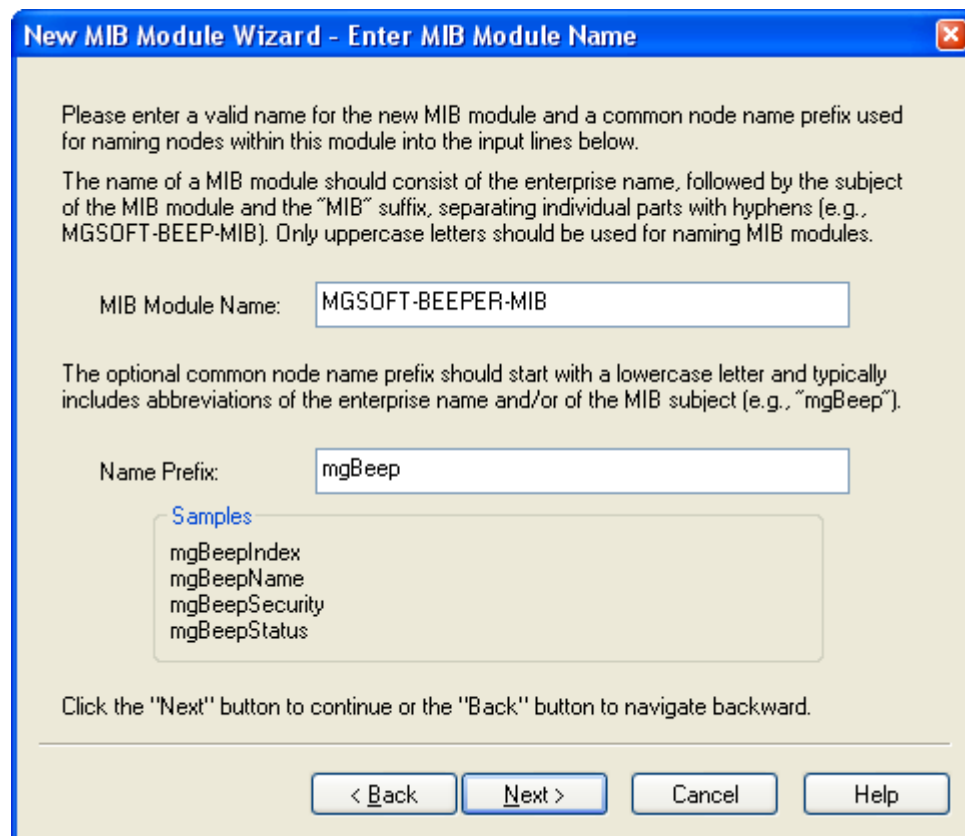 New MIB Module Wizard - Enter MIB Module Name
Please enter a valid name for the new MIB module and a common node name prefix used
for naming nodes within this module into the input lines below.
The name of a MIB module should consist of the enterprise name, followed by the subject
of the MIB module and the "MIB" suffix, separating individual parts with hyphens (e.g.,
MGSOFT-BEEP-MIB). Only uppercase letters should be used for naming MIB modules.
MIB Module Name: MGSOFT-BEEPER-MIB
The optional common node name prefix should start with a lowercase letter and typically
includes abbreviations of the enterprise name and/or of the MIB subject (e.g., "mgBeep").
Name Prefix: mgBeep
Samples
mgBeepIndex
mgBeepName
mgBeepSecurity
mgBeepStatus
Click the "Next" button to continue or the "Back" button to navigate backward.
< Back Next > Cancel Help